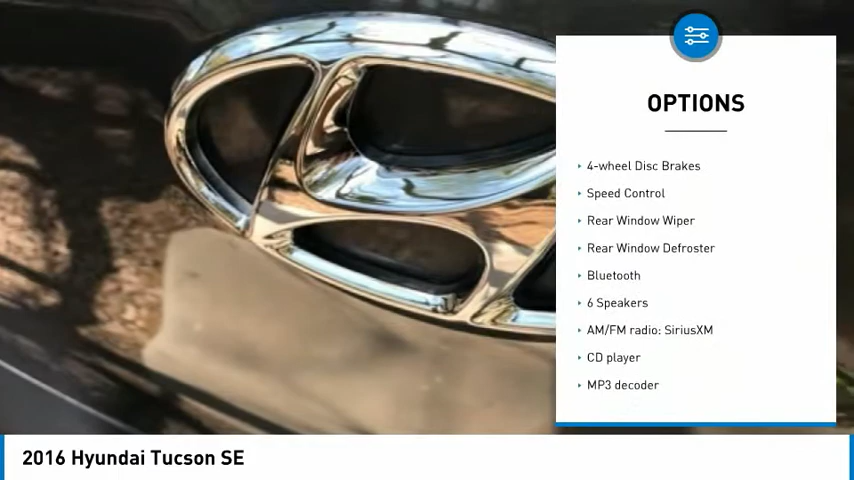 OPTIONS
4-wheel Disc Brakes
Speed Control
Rear Window Wiper
Rear Window Defroster
Bluetooth
6 Speakers
AM/FM radio: SiriusXM
CD player
MP3 decoder
2016 Hyundai Tucson SE